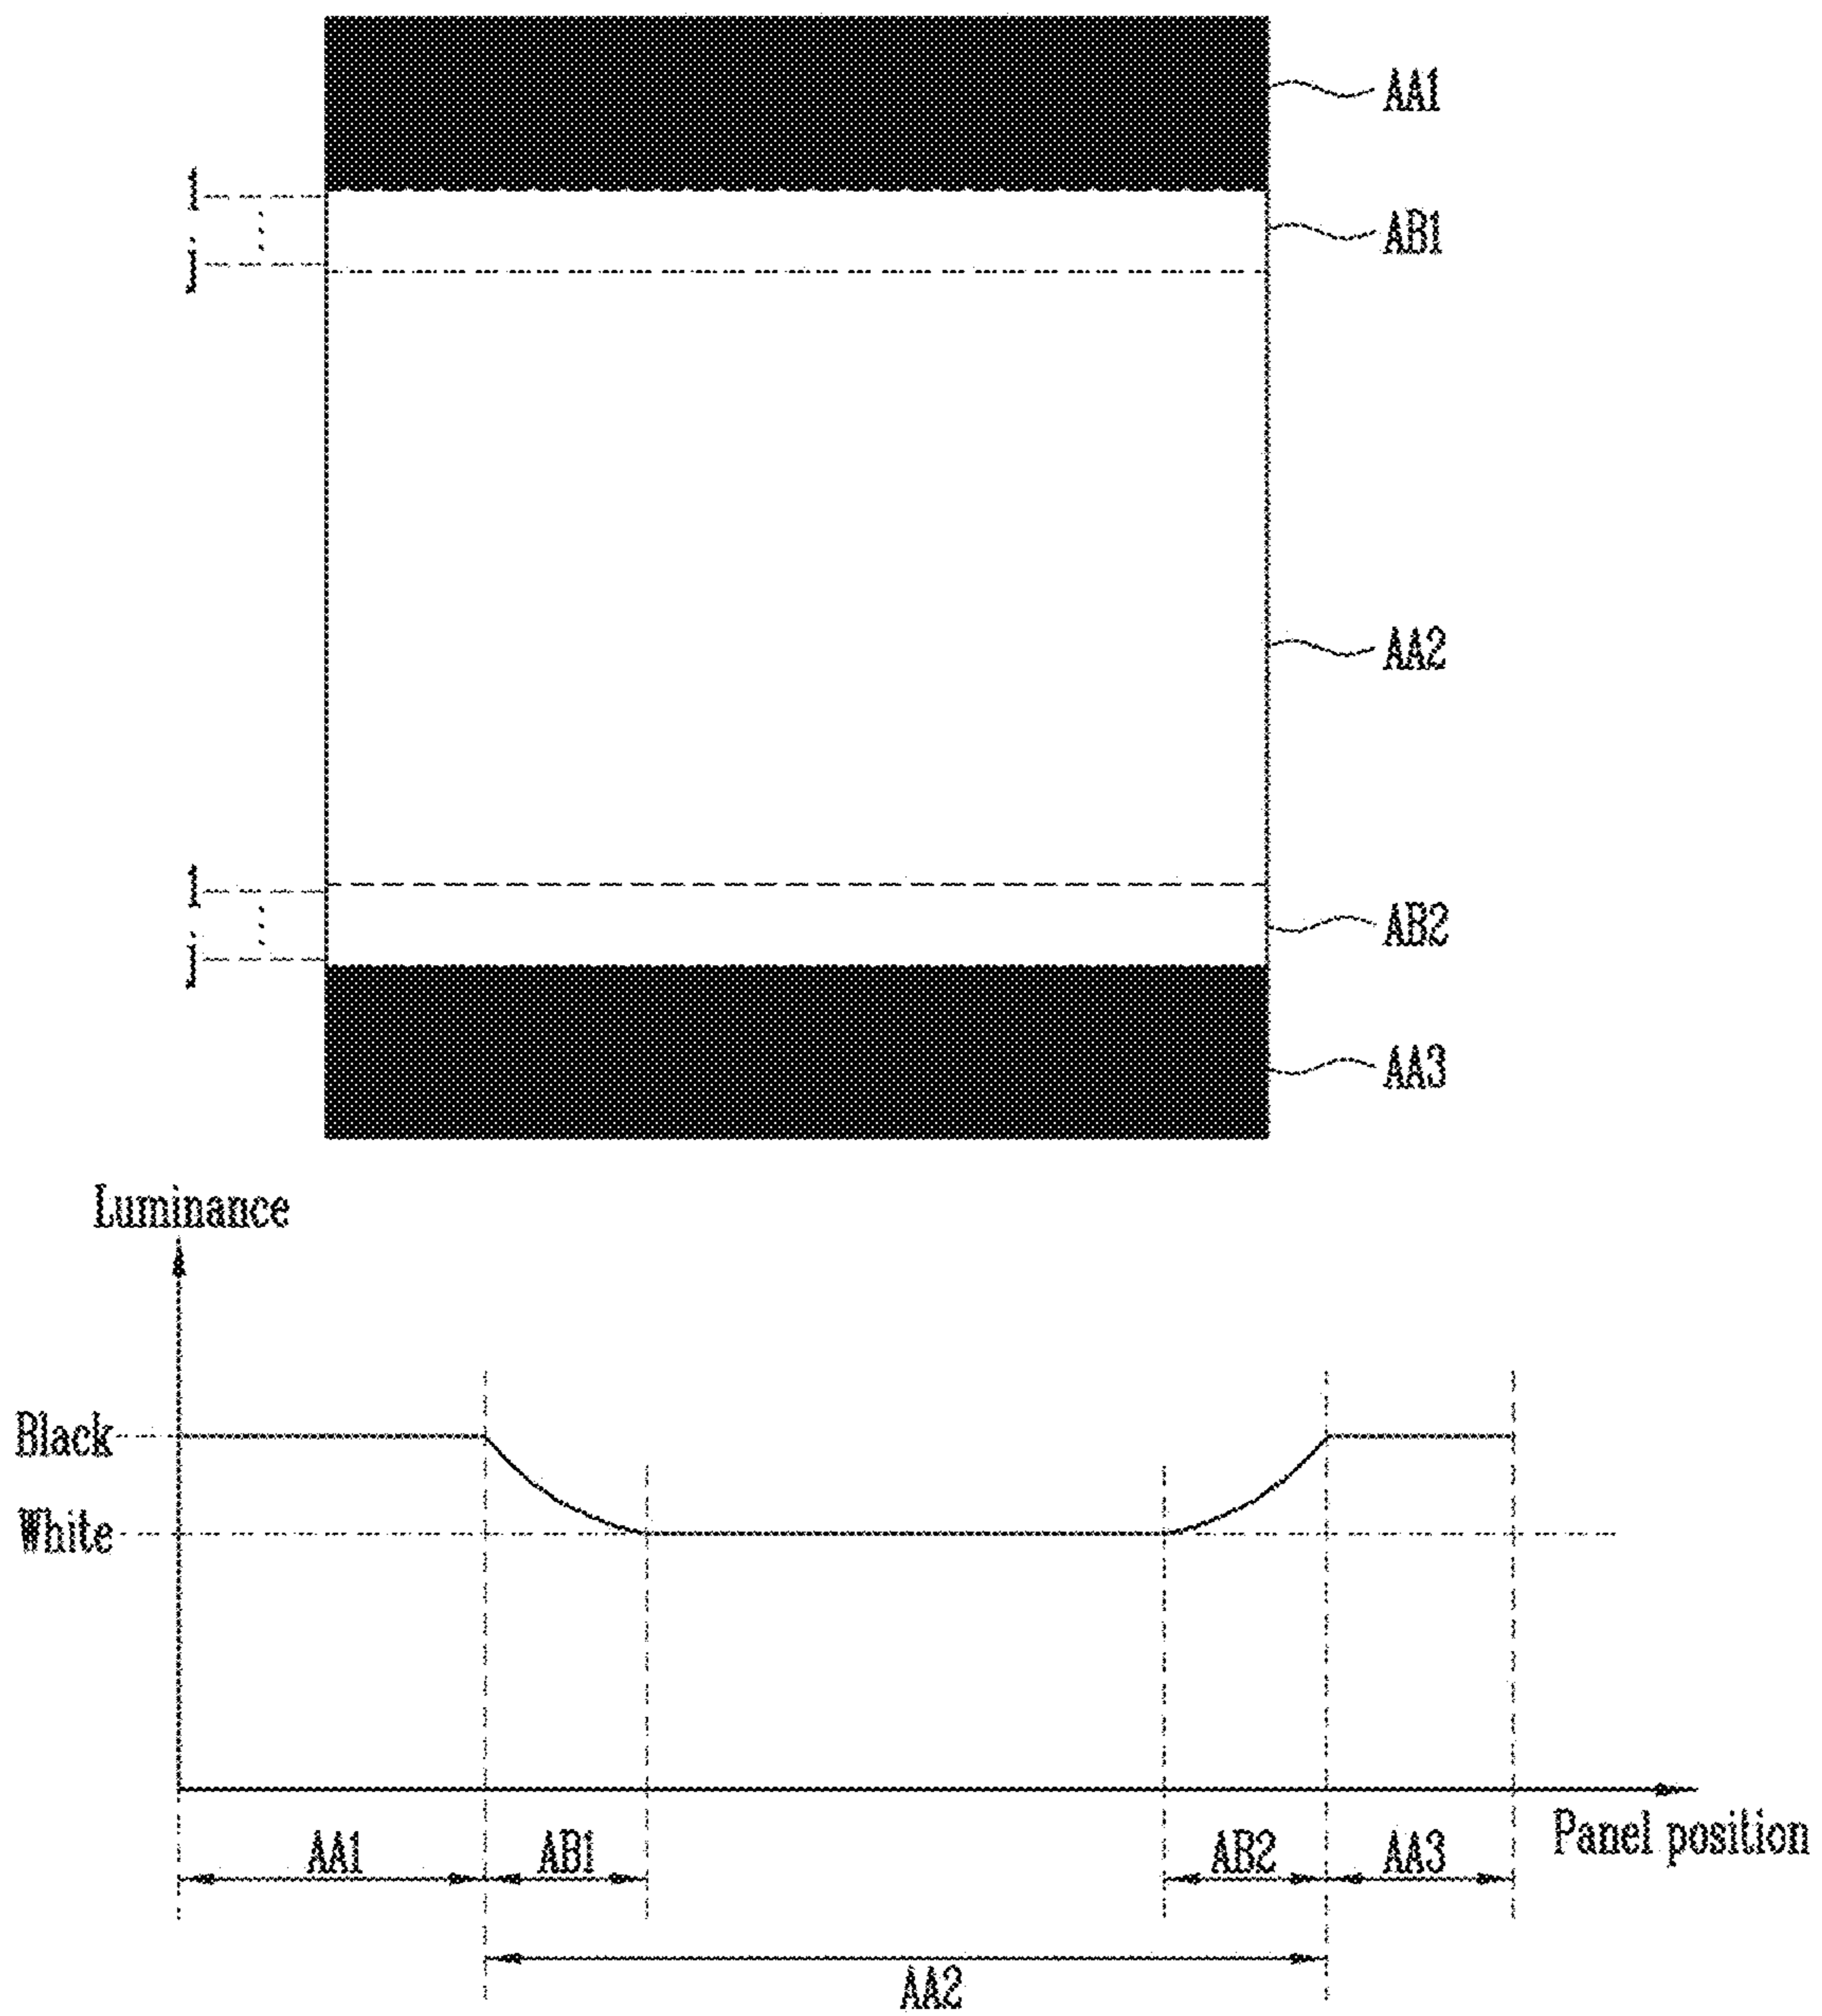 AA1
1
AB1
j
AA2
1
AB2
j
AA3
Luminance
Black
White
Panel position
AA1
AB1
AB2
AA3
AA2